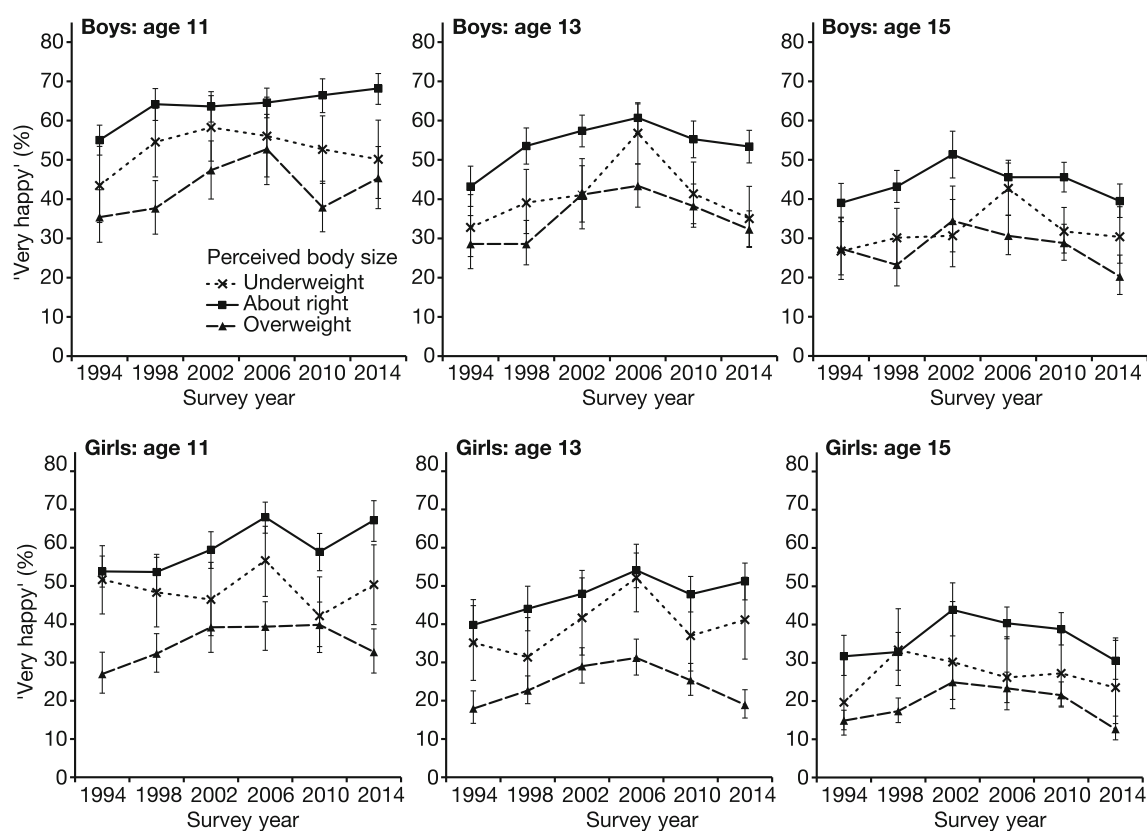 Boys: age 11
80
70
60
50
40
30
20
10
0
'Very happy' (%)
Perceived body size
Underweight
About right
Overweight
1994 1998 2002 2006 2010 2014
Survey year
Boys: age 13
80
70
60
50
40
30
20
10
0
1994 1998 2002 2006 2010 2014
Survey year
Boys: age 15
80
70
60
50
40
30
20
10
0
1994 1998 2002 2006 2010 2014
Survey year
Girls: age 11
80
70
60
50
40
30
20
10
0
'Very happy' (%)
1994 1998 2002 2006 2010 2014
Survey year
Girls: age 13
80
70
60
50
40
30
20
10
0
1994 1998 2002 2006 2010 2014
Survey year
Girls: age 15
80
70
60
50
40
30
20
10
0
1994 1998 2002 2006 2010 2014
Survey year